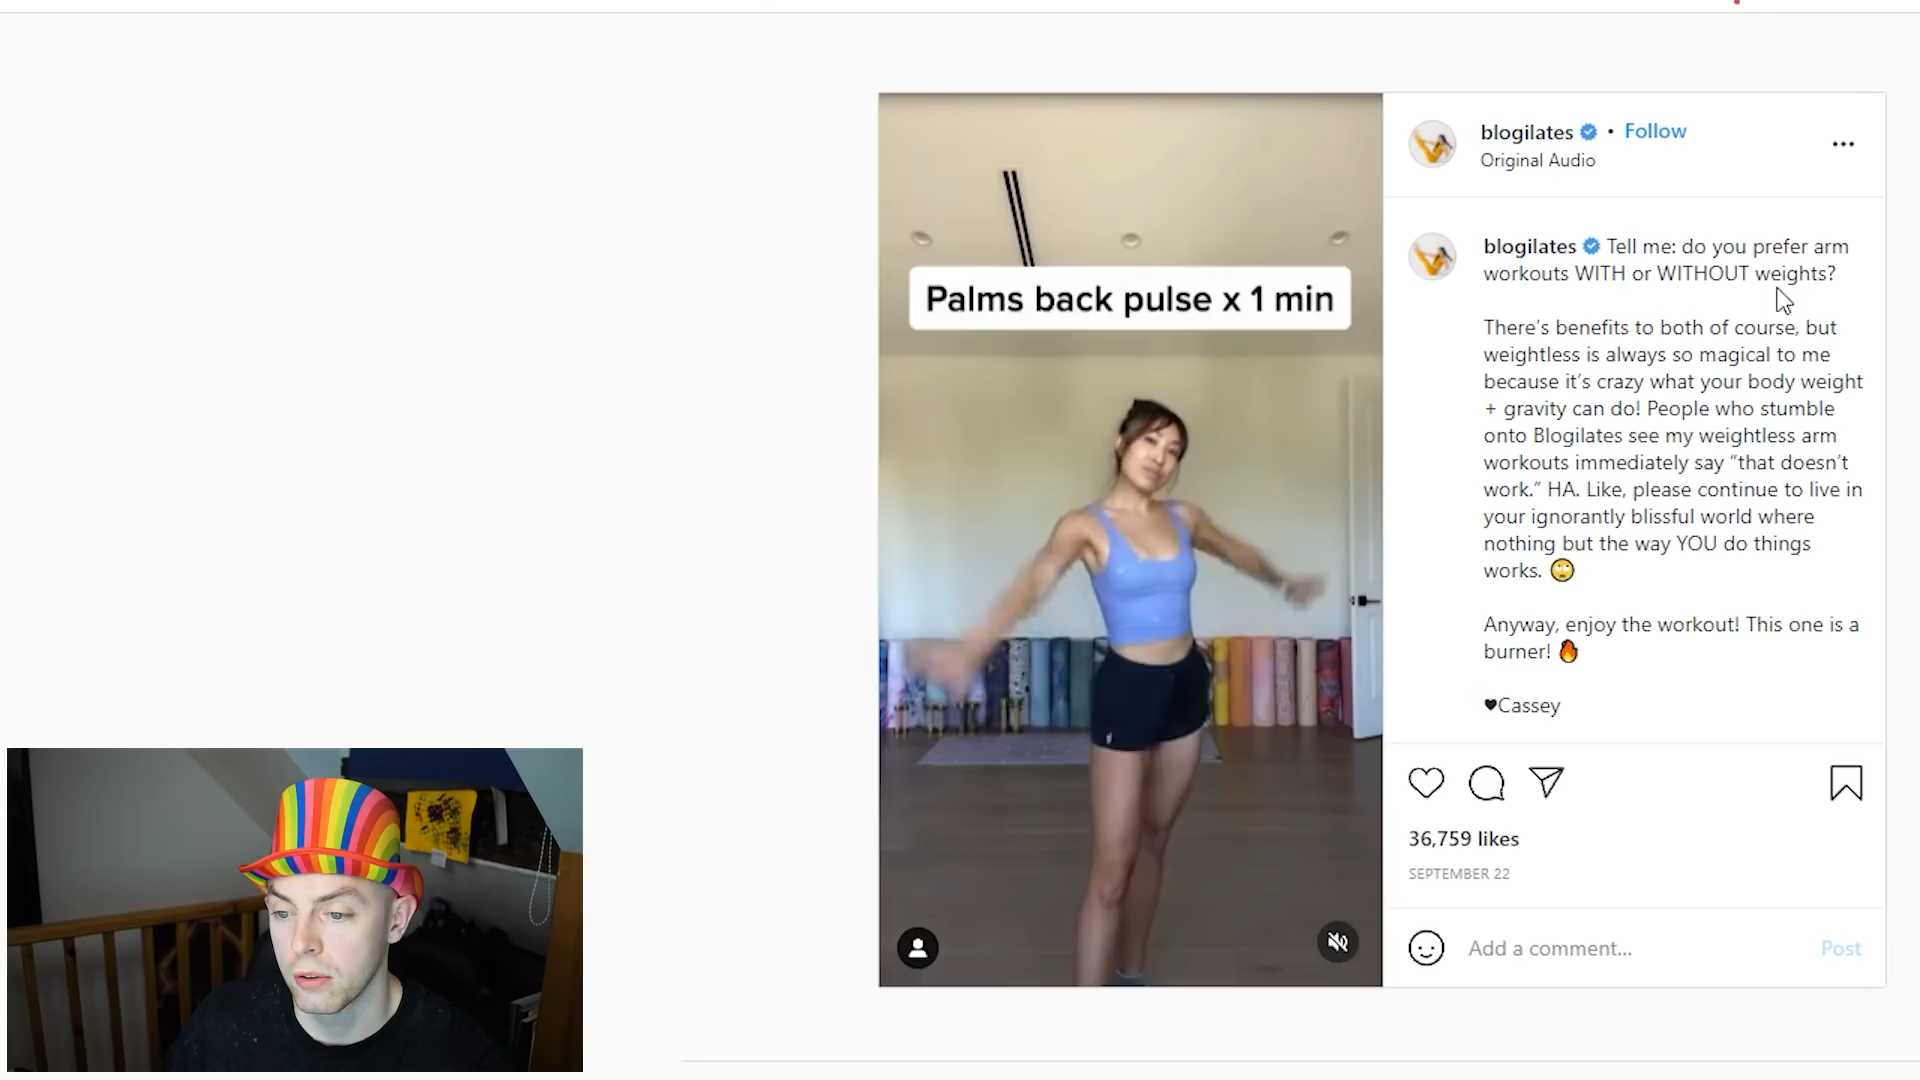 Palms back pulse x 1 min
blogilates • Follow
Original Audio
blogilates Tell me: do you prefer arm
workouts WITH or WITHOUT weights?
There's benefits to both of course, but
weightless is always so magical to me
because it's crazy what your body weight
+ gravity can do! People who stumble
onto Blogilates see my weightless arm
workouts immediately say “that doesn't
work.” HA. Like, please continue to live in
your ignorantly blissful world where
nothing but the way YOU do things
works. 🙄
Anyway, enjoy the workout! This one is a
burner! 🔥
♥Cassey
36,759 likes
SEPTEMBER 22
Add a comment... Post